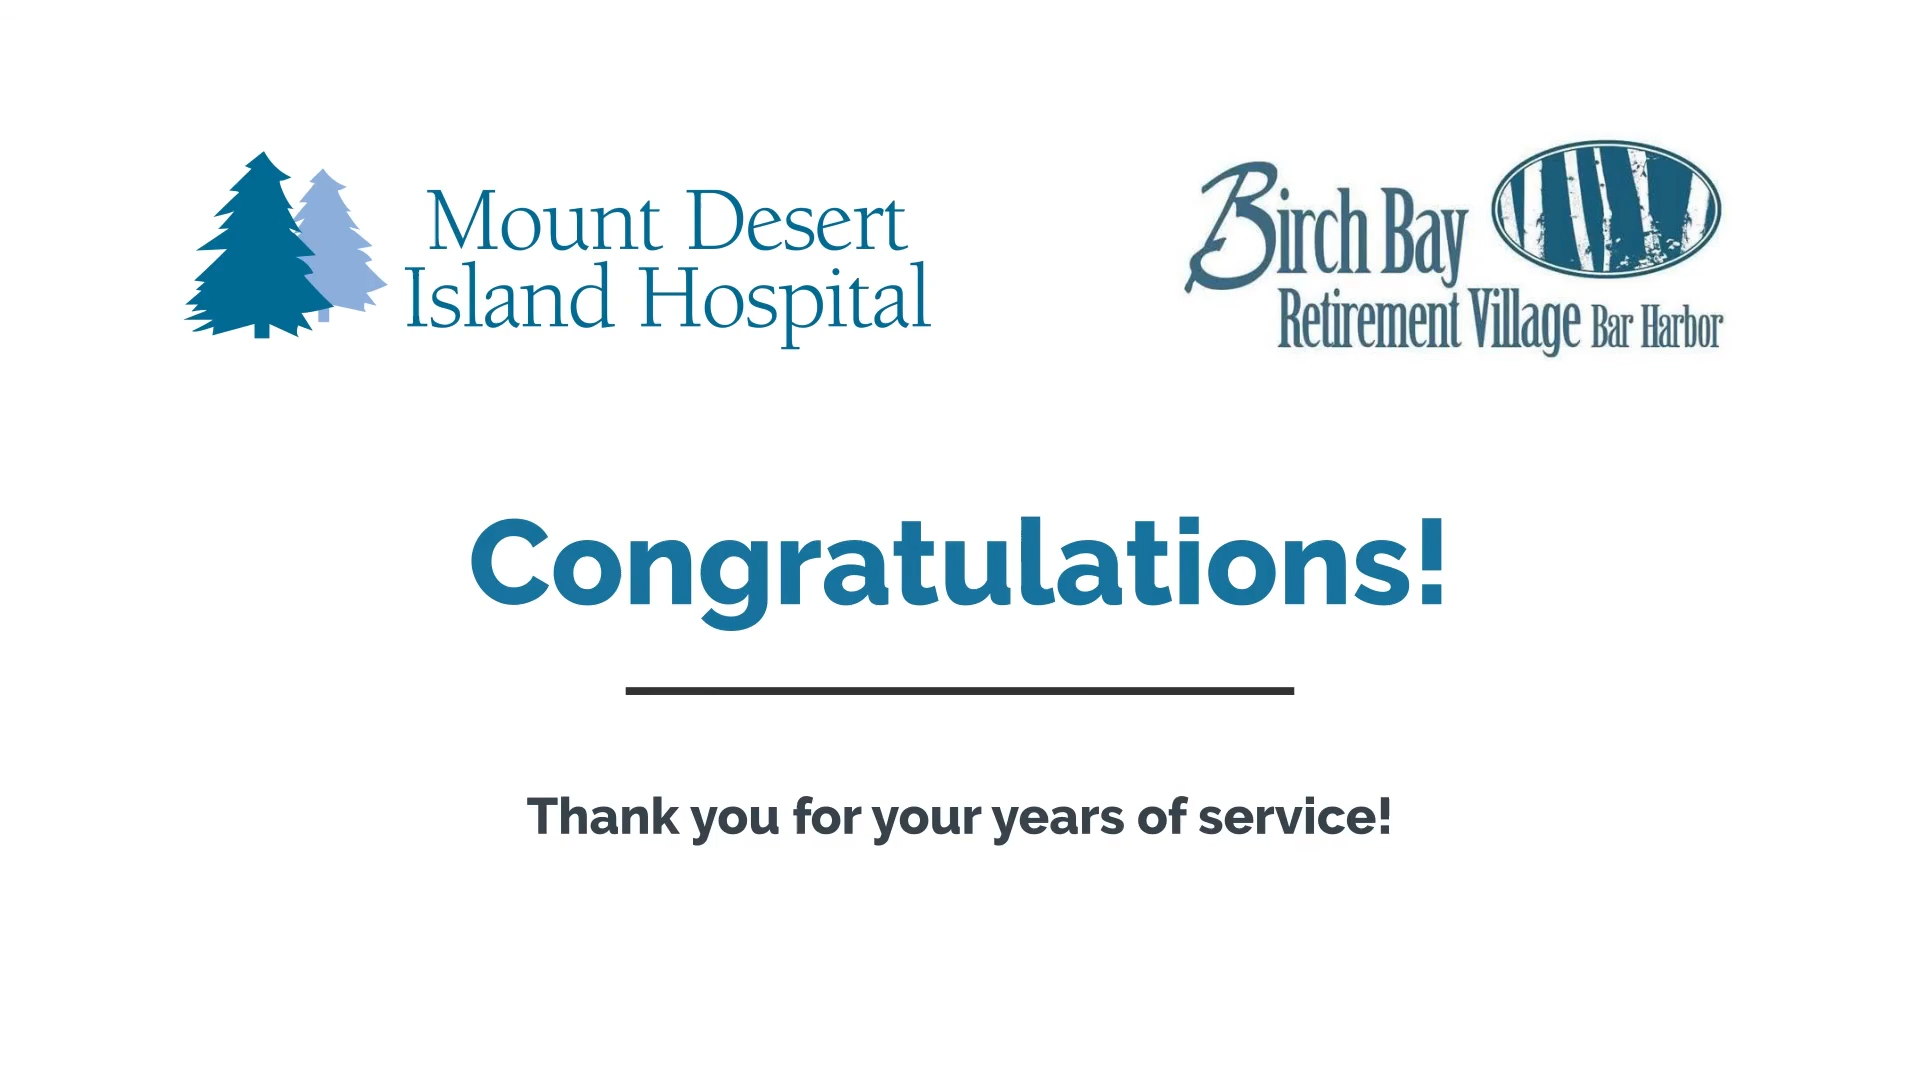 Mount Desert
Island Hospital
Birch Bay
Retirement Village Bar Harbor
Congratulations!
Thank you for your years of service!